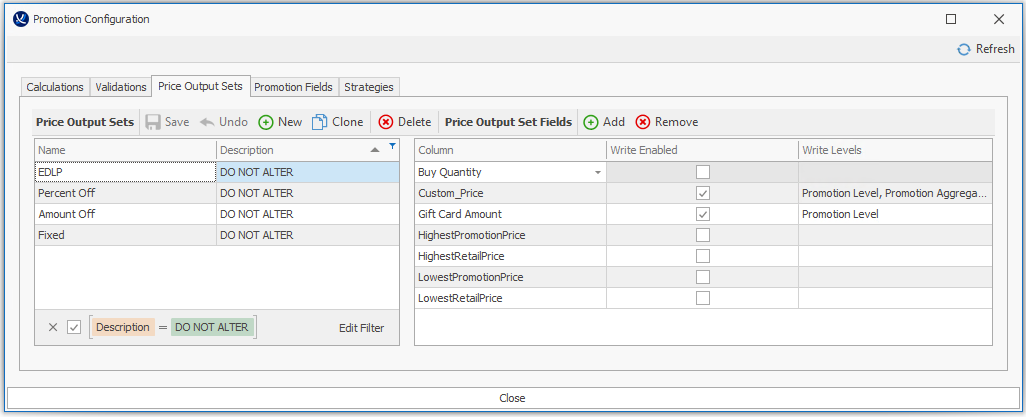 Promotion Configuration
Refresh
Calculations Validations Price Output Sets Promotion Fields Strategies
Price Output Sets Save Undo New Clone Delete Price Output Set Fields Add Remove
Name Description Column Write Enabled Write Levels
EDLP DO NOT ALTER Buy Quantity
Percent Off DO NOT ALTER Custom_Price Promotion Level, Promotion Aggrega...
Amount Off DO NOT ALTER Gift Card Amount Promotion Level
Fixed DO NOT ALTER HighestPromotionPrice
HighestRetailPrice
LowestPromotionPrice
LowestRetailPrice
Description = DO NOT ALTER Edit Filter
Close